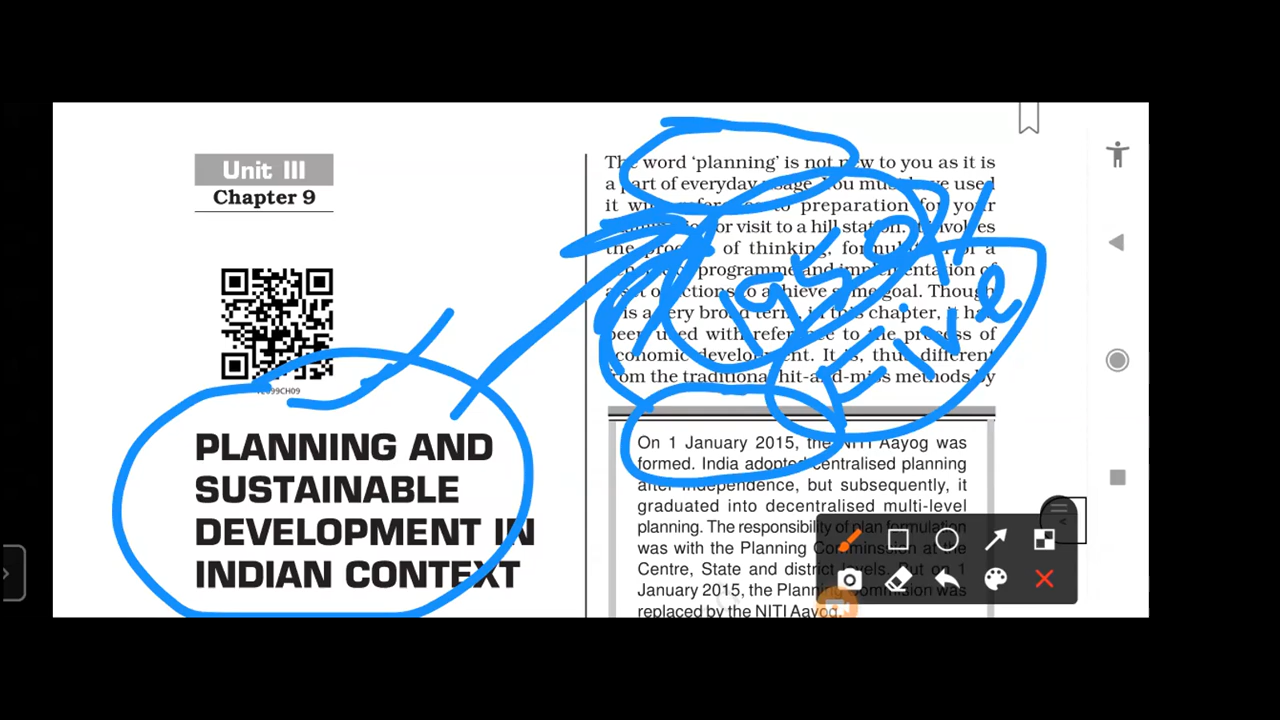 Unit III
Chapter 9
PLANNING AND
SUSTAINABLE
DEVELOPMENT IN
INDIAN CONTEXT
The word ‘planning’ is not new to you as it is
a part of everyday usage. You must have used
it with reference to preparation for your
or visit to a hill station. It involves
the process of thinking, formulation of a
programme and implementation of
a set of actions to achieve some goal. Though
is a very broad term, in this chapter, it has
been used with reference to the process of
economic development. It is, thus different
from the traditional hit-and-miss methods by
1950
Five
On 1 January 2015, the NITI Aayog was
formed. India adopted centralised planning
after independence, but subsequently, it
graduated into decentralised multi-level
planning. The responsibility of plan formulation
was with the Planning Comminssion at the
Centre, State and district levels. But on 1
January 2015, the Planning Commision was
replaced by the NITI Aayog.